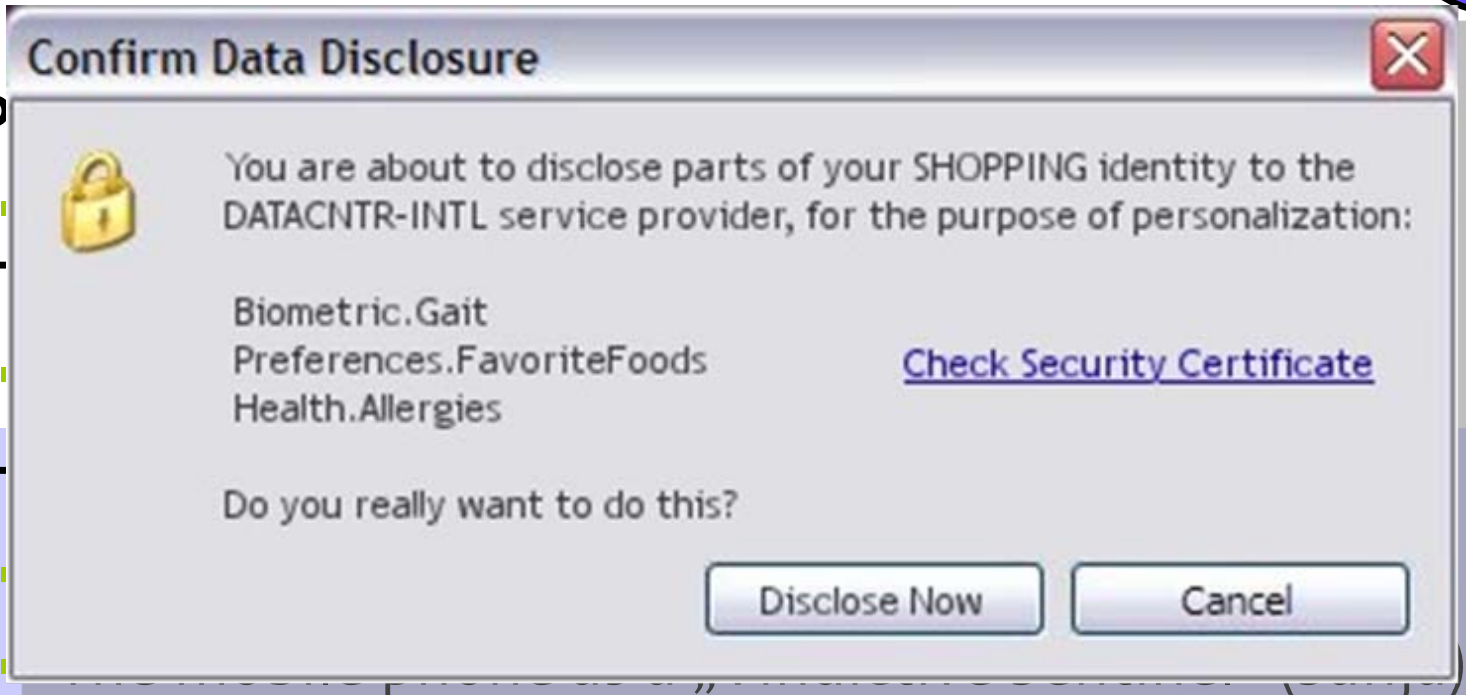 Confirm Data Disclosure
You are about to disclose parts of your SHOPPING identity to the
DATACNTR-INTL service provider, for the purpose of personalization:
Biometric.Gait
Preferences.FavoriteFoods
Check Security Certificate
Health.Allergies
Do you really want to do this?
Disclose Now
Cancel